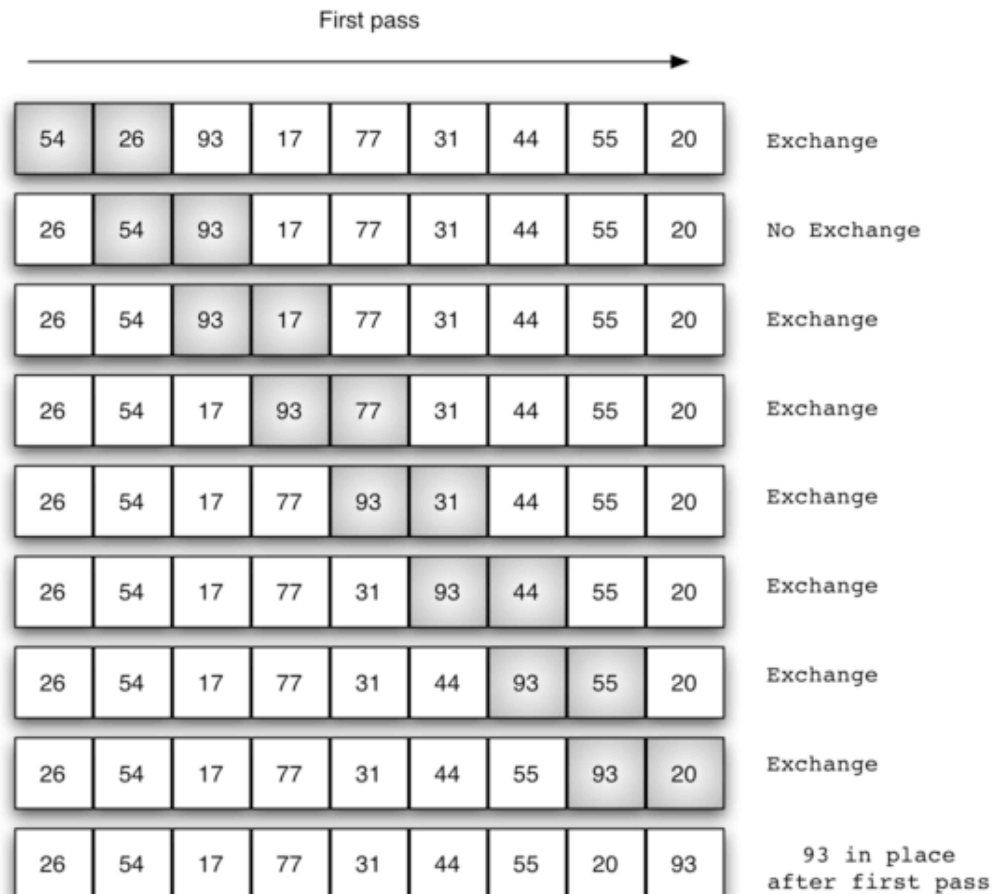 First pass
54 26 93 17 77 31 44 55 20 Exchange
26 54 93 17 77 31 44 55 20 No Exchange
26 54 93 17 77 31 44 55 20 Exchange
26 54 17 93 77 31 44 55 20 Exchange
26 54 17 77 93 31 44 55 20 Exchange
26 54 17 77 31 93 44 55 20 Exchange
26 54 17 77 31 44 93 55 20 Exchange
26 54 17 77 31 44 55 93 20 Exchange
26 54 17 77 31 44 55 20 93 93 in place
after first pass